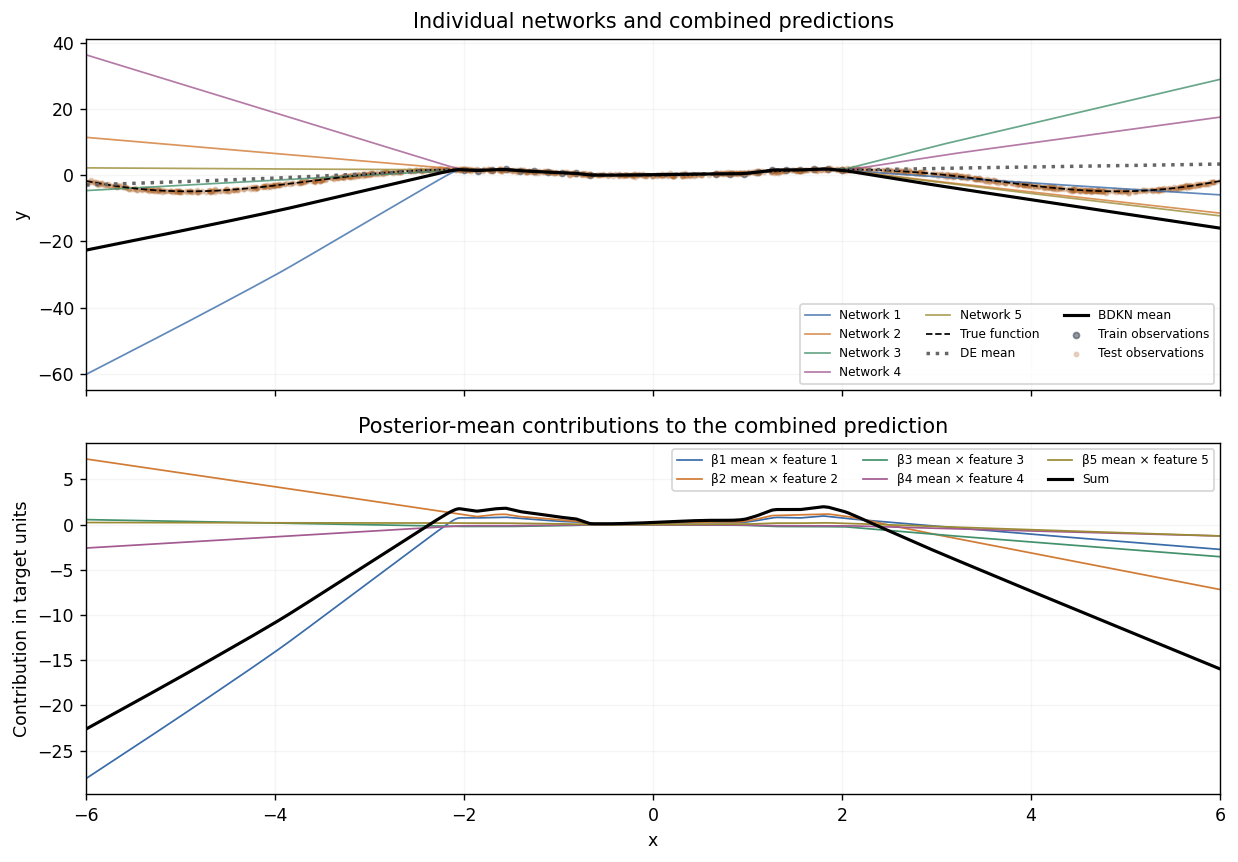 Individual networks and combined predictions
40
20
0
−20
−40
−60
y
Network 1
Network 2
Network 3
Network 4
Network 5
True function
DE mean
BDKN mean
Train observations
Test observations
Posterior-mean contributions to the combined prediction
5
0
−5
−10
−15
−20
−25
Contribution in target units
β1 mean × feature 1
β2 mean × feature 2
β3 mean × feature 3
β4 mean × feature 4
β5 mean × feature 5
Sum
−6
−4
−2
0
2
4
6
x